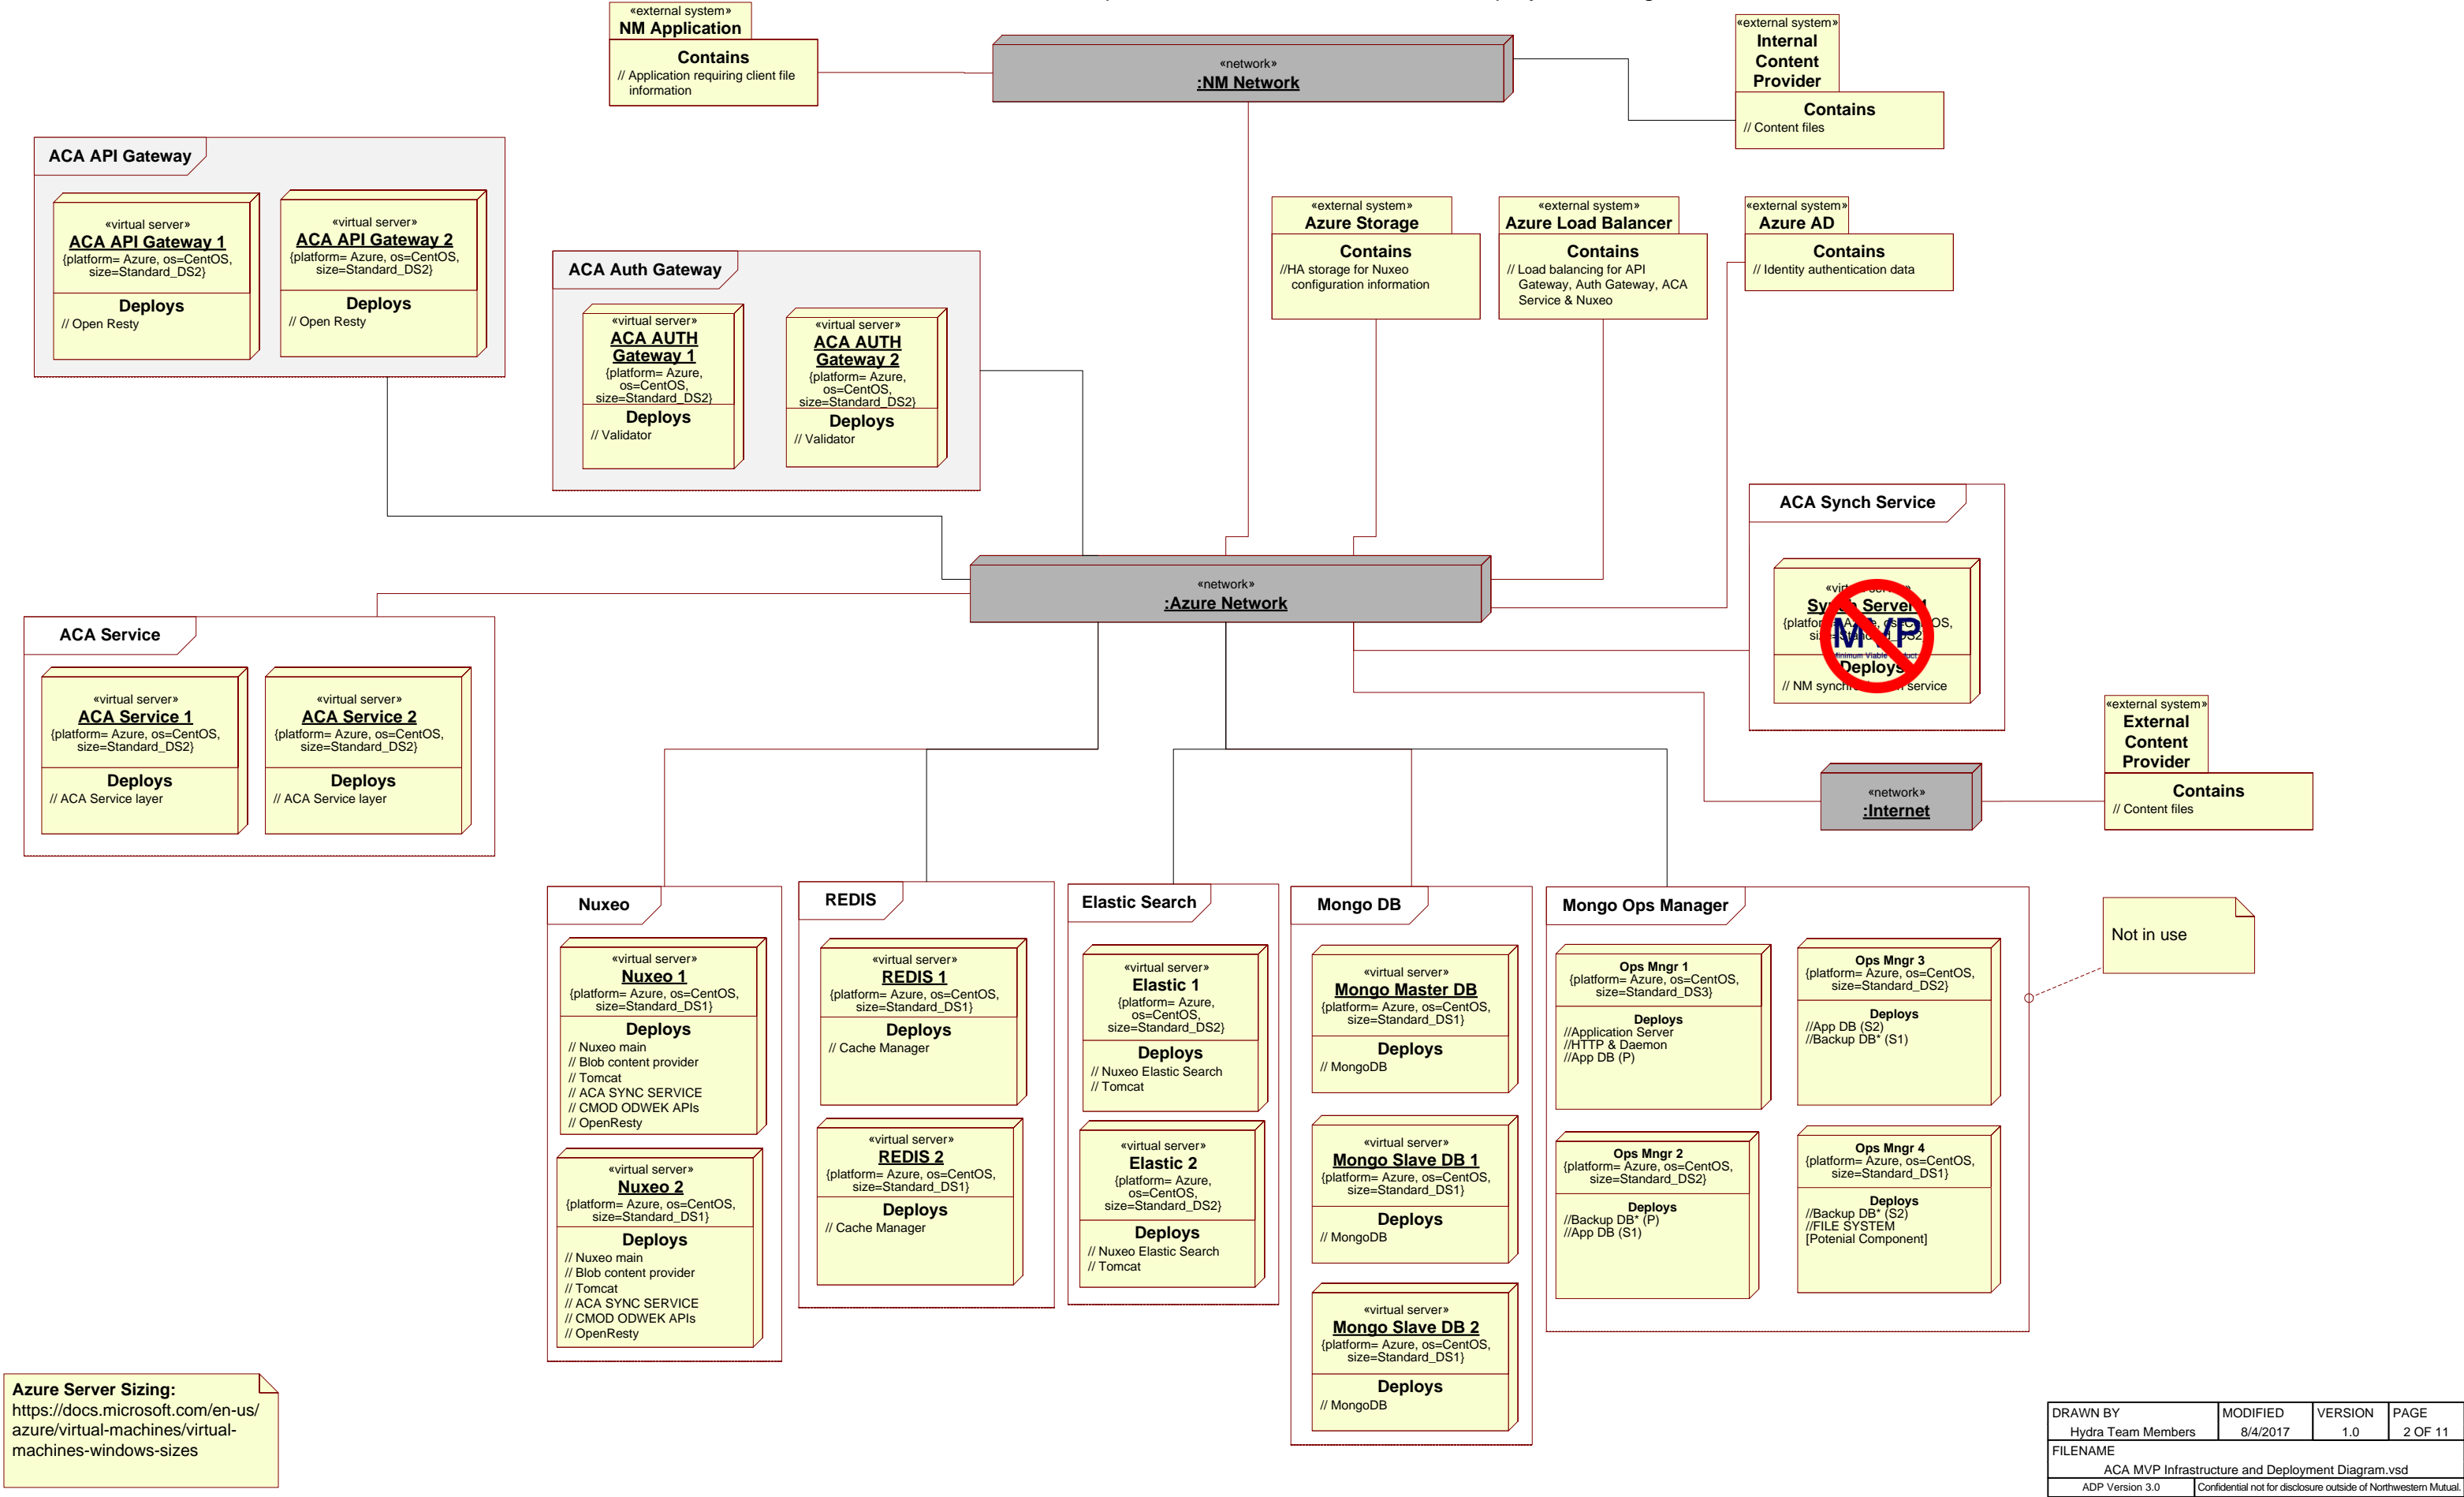 «external system»
NM Application
Contains
// Application requiring client file
information
«network»
:NM Network
«external system»
Internal
Content
Provider
Contains
// Content files
ACA API Gateway
«virtual server»
ACA API Gateway 1
{platform= Azure, os=CentOS,
size=Standard_DS2}
Deploys
// Open Resty
«virtual server»
ACA API Gateway 2
{platform= Azure, os=CentOS,
size=Standard_DS2}
Deploys
// Open Resty
ACA Auth Gateway
«virtual server»
ACA AUTH
Gateway 1
{platform= Azure,
os=CentOS,
size=Standard_DS2}
Deploys
// Validator
«virtual server»
ACA AUTH
Gateway 2
{platform= Azure,
os=CentOS,
size=Standard_DS2}
Deploys
// Validator
«external system»
Azure Storage
Contains
//HA storage for Nuxeo
configuration information
«external system»
Azure Load Balancer
Contains
// Load balancing for API
Gateway, Auth Gateway, ACA
Service & Nuxeo
«external system»
Azure AD
Contains
// Identity authentication data
ACA Synch Service
Server 1
MVP
Deploys
// NM service
«network»
:Azure Network
ACA Service
«virtual server»
ACA Service 1
{platform= Azure, os=CentOS,
size=Standard_DS2}
Deploys
// ACA Service layer
«virtual server»
ACA Service 2
{platform= Azure, os=CentOS,
size=Standard_DS2}
Deploys
// ACA Service layer
«external system»
External
Content
Provider
Contains
// Content files
«network»
:Internet
Nuxeo
«virtual server»
Nuxeo 1
{platform= Azure, os=CentOS,
size=Standard_DS1}
Deploys
// Nuxeo main
// Blob content provider
// Tomcat
// ACA SYNC SERVICE
// CMOD ODWEK APIs
// OpenResty
«virtual server»
Nuxeo 2
{platform= Azure, os=CentOS,
size=Standard_DS1}
Deploys
// Nuxeo main
// Blob content provider
// Tomcat
// ACA SYNC SERVICE
// CMOD ODWEK APIs
// OpenResty
REDIS
«virtual server»
REDIS 1
{platform= Azure, os=CentOS,
size=Standard_DS1}
Deploys
// Cache Manager
«virtual server»
REDIS 2
{platform= Azure, os=CentOS,
size=Standard_DS1}
Deploys
// Cache Manager
Elastic Search
«virtual server»
Elastic 1
{platform= Azure,
os=CentOS,
size=Standard_DS2}
Deploys
// Nuxeo Elastic Search
// Tomcat
«virtual server»
Elastic 2
{platform= Azure,
os=CentOS,
size=Standard_DS2}
Deploys
// Nuxeo Elastic Search
// Tomcat
Mongo DB
«virtual server»
Mongo Master DB
{platform= Azure, os=CentOS,
size=Standard_DS1}
Deploys
// MongoDB
«virtual server»
Mongo Slave DB 1
{platform= Azure, os=CentOS,
size=Standard_DS1}
Deploys
// MongoDB
«virtual server»
Mongo Slave DB 2
{platform= Azure, os=CentOS,
size=Standard_DS1}
Deploys
// MongoDB
Mongo Ops Manager
Ops Mngr 1
{platform= Azure, os=CentOS,
size=Standard_DS3}
Deploys
//Application Server
//HTTP & Daemon
//App DB (P)
Ops Mngr 3
{platform= Azure, os=CentOS,
size=Standard_DS2}
Deploys
//App DB (S2)
//Backup DB* (S1)
Ops Mngr 2
{platform= Azure, os=CentOS,
size=Standard_DS2}
Deploys
//Backup DB* (P)
//App DB (S1)
Ops Mngr 4
{platform= Azure, os=CentOS,
size=Standard_DS1}
Deploys
//Backup DB* (S2)
//FILE SYSTEM
[Potenial Component]
Not in use
Azure Server Sizing:
https://docs.microsoft.com/en-us/
azure/virtual-machines/virtual-
machines-windows-sizes
DRAWN BY MODIFIED VERSION PAGE
Hydra Team Members 8/4/2017 1.0 2 OF 11
FILENAME
ACA MVP Infrastructure and Deployment Diagram.vsd
ADP Version 3.0 Confidential not for disclosure outside of Northwestern Mutual.